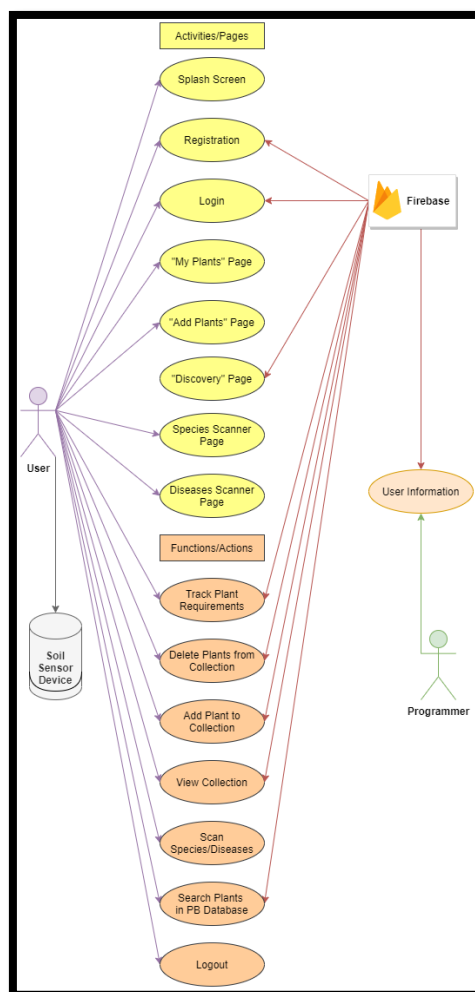 Activities/Pages
Splash Screen
Registration
Login
Firebase
"My Plants" Page
"Add Plants" Page
"Discovery" Page
Species Scanner
Page
User
Diseases Scanner
Page
User Information
Functions/Actions
Track Plant
Requirements
Soil
Sensor
Device
Delete Plants from
Collection
Programmer
Add Plant to
Collection
View Collection
Scan
Species/Diseases
Search Plants
in PB Database
Logout